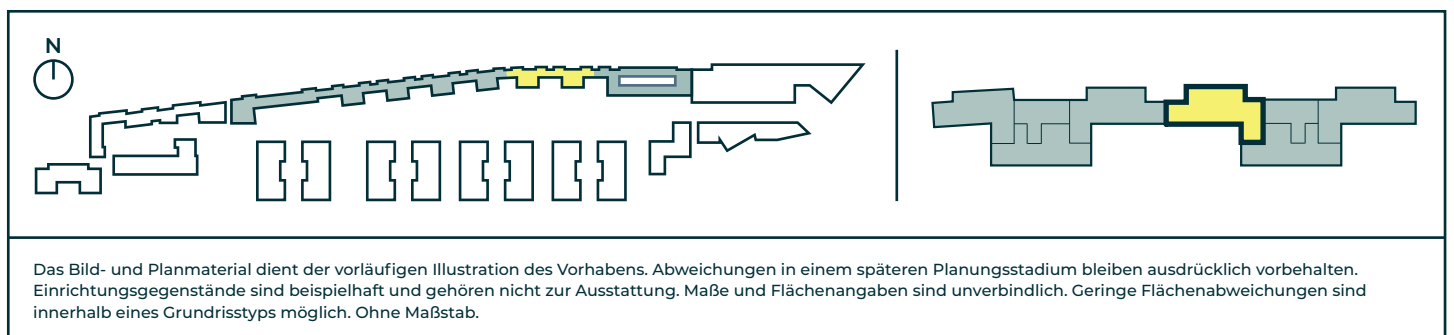 N
Das Bild- und Planmaterial dient der vorläufigen Illustration des Vorhabens. Abweichungen in einem späteren Planungsstadium bleiben ausdrücklich vorbehalten.
Einrichtungsgegenstände sind beispielhaft und gehören nicht zur Ausstattung. Maße und Flächenangaben sind unverbindlich. Geringe Flächenabweichungen sind
innerhalb eines Grundrisstyps möglich. Ohne Maßstab.